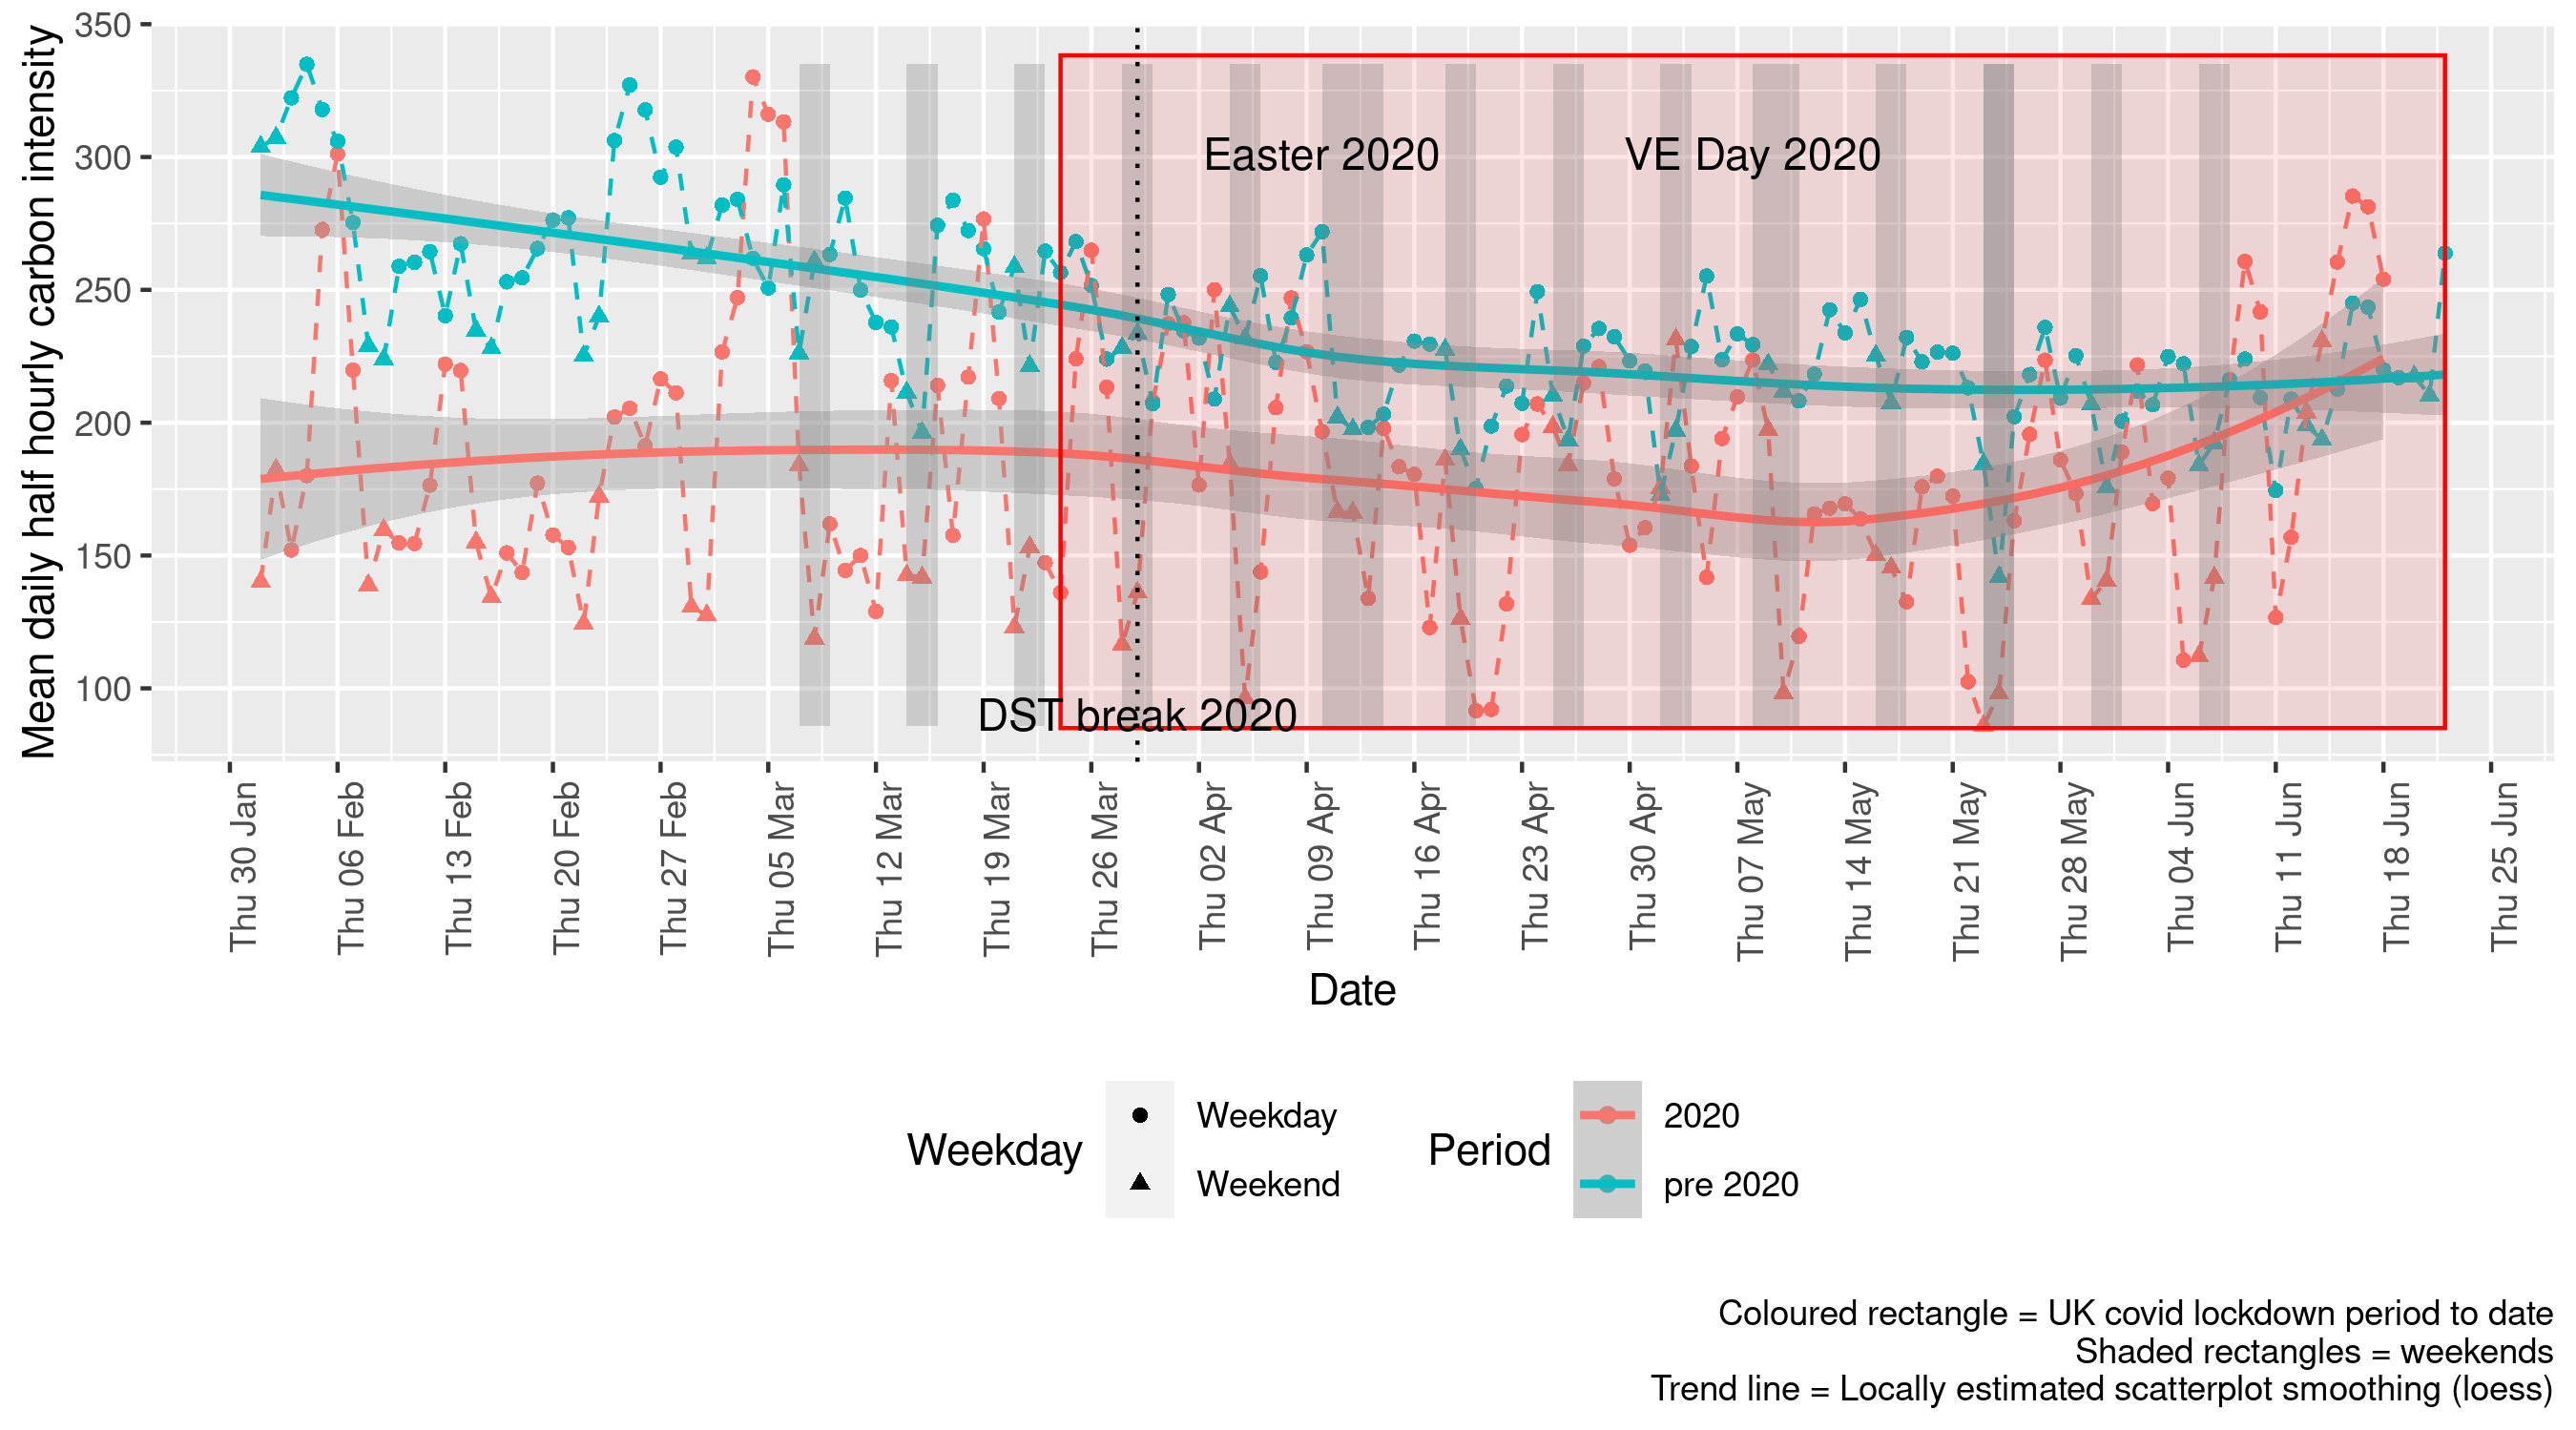 Mean daily half hourly carbon intensity
350
300
250
200
150
100
Easter 2020
VE Day 2020
DST break 2020
Thu 30 Jan
Thu 06 Feb
Thu 13 Feb
Thu 20 Feb
Thu 27 Feb
Thu 05 Mar
Thu 12 Mar
Thu 19 Mar
Thu 26 Mar
Thu 02 Apr
Thu 09 Apr
Thu 16 Apr
Thu 23 Apr
Thu 30 Apr
Thu 07 May
Thu 14 May
Thu 21 May
Thu 28 May
Thu 04 Jun
Thu 11 Jun
Thu 18 Jun
Thu 25 Jun
Date
Weekday
Weekday
Weekend
Period
2020
pre 2020
Coloured rectangle = UK covid lockdown period to date
Shaded rectangles = weekends
Trend line = Locally estimated scatterplot smoothing (loess)